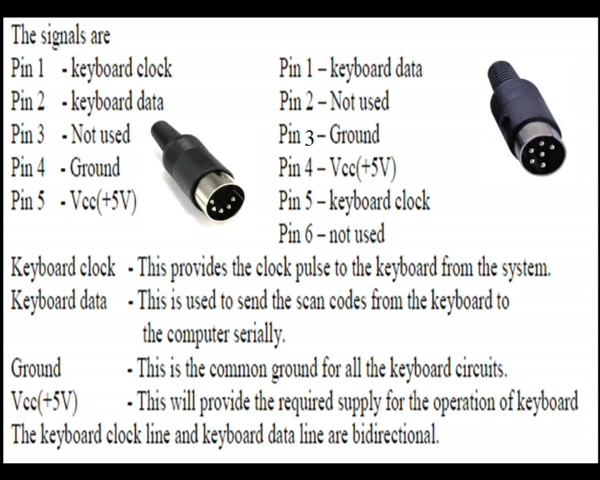 The signals are
Pin 1 - keyboard clock
Pin 2 - keyboard data
Pin 3 - Not used
Pin 4 - Ground
Pin 5 - Vcc(+5V)
Pin 1 – keyboard data
Pin 2 – Not used
Pin 3 – Ground
Pin 4 – Vcc(+5V)
Pin 5 – keyboard clock
Pin 6 – not used
Keyboard clock - This provides the clock pulse to the keyboard from the system.
Keyboard data - This is used to send the scan codes from the keyboard to
the computer serially.
Ground - This is the common ground for all the keyboard circuits.
Vcc(+5V) - This will provide the required supply for the operation of keyboard
The keyboard clock line and keyboard data line are bidirectional.